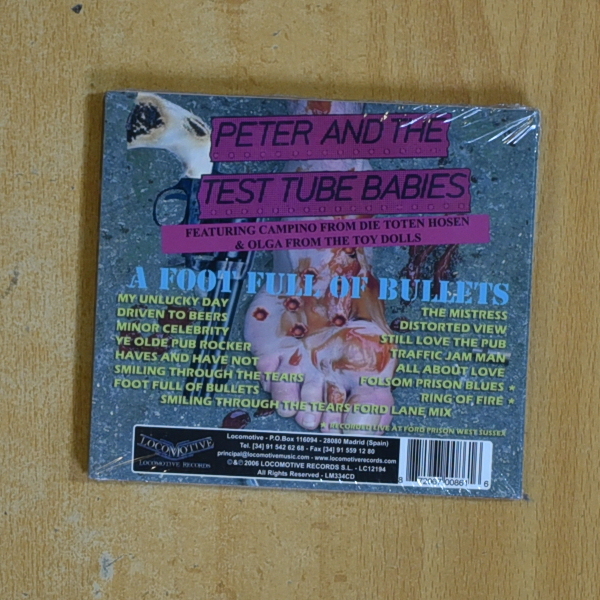 PETER AND THE
TEST TUBE BABIES
FEATURING CAMPINO FROM DIE TOTEN HOSEN
& OLGA FROM THE TOY DOLLS
A FOOT FULL OF BULLETS
MY UNLUCKY DAY
DRIVEN TO BEERS
MINOR CELEBRITY
YE OLDE PUB ROCKER
HAVES AND HAVE NOT
SMILING THROUGH THE TEARS
FOOT FULL OF BULLETS
THE MISTRESS
DISTORTED VIEW
STILL LOVE THE PUB
TRAFFIC JAM MAN
ALL ABOUT LOVE
FOLSOM PRISON BLUES *
RING OF FIRE *
SMILING THROUGH THE TEARS FORD LANE MIX
* RECORDED LIVE AT FORD PRISON WEST SUSSEX
LOCOMOTIVE
LOCOMOTIVE RECORDS
Locomotive - P.O.Box 116094 - 28080 Madrid (Spain)
Tel. [34] 91 542 62 68 - Fax [34] 91 559 12 80
principal@locomotivemusic.com - www.locomotiverecords.com
©&℗ 2006 LOCOMOTIVE RECORDS S.L. - LC12194
All Rights Reserved - LM334CD